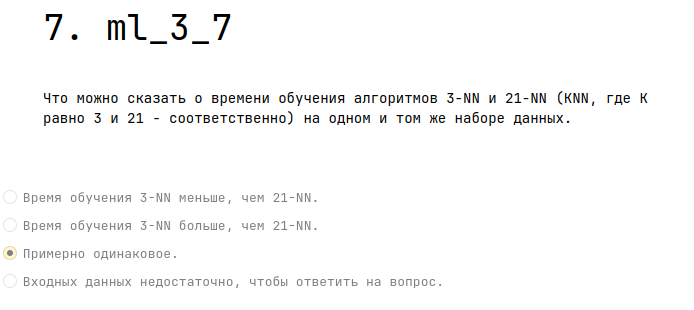 7. ml_3_7
Что можно сказать о времени обучения алгоритмов 3-NN и 21-NN (KNN, где K
равно 3 и 21 - соответственно) на одном и том же наборе данных.
Время обучения 3-NN меньше, чем 21-NN.
Время обучения 3-NN больше, чем 21-NN.
Примерно одинаковое.
Входных данных недостаточно, чтобы ответить на вопрос.